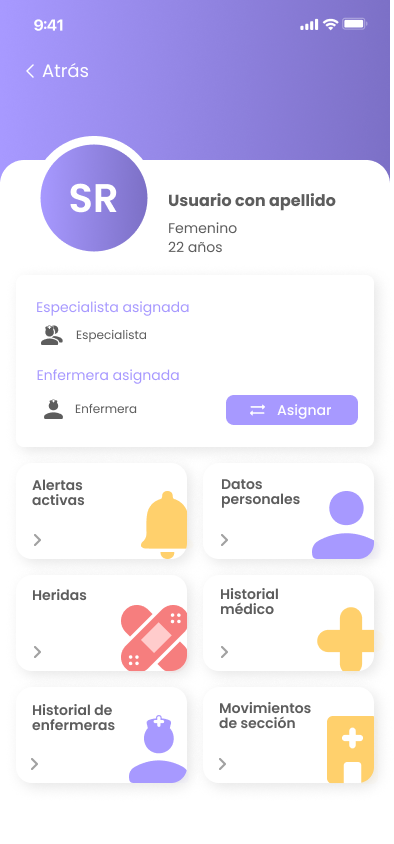 9:41
Atrás
SR
Usuario con apellido
Femenino
22 años
Especialista asignada
Especialista
Enfermera asignada
Enfermera
Asignar
Alertas
activas
Datos
personales
Heridas
Historial
médico
Historial de
enfermeras
Movimientos
de sección